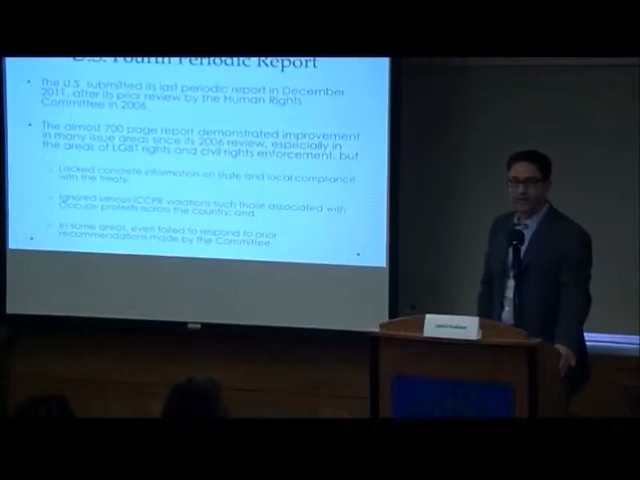 U.S. Fourth Periodic Report
• The U.S. submitted its last periodic report in December
2011, after its prior review by the Human Rights
Committee in 2006.
• The almost 700 page report demonstrated improvement
in many issue areas since its 2006 review, especially in
the areas of LGBT rights and civil rights enforcement, but
Lacked concrete information on state and local compliance
with the treaty;
Ignored serious ICCPR violations such as those associated with
Occupy protests across the country; and,
In some areas, even failed to respond to prior
recommendations made by the Committee.